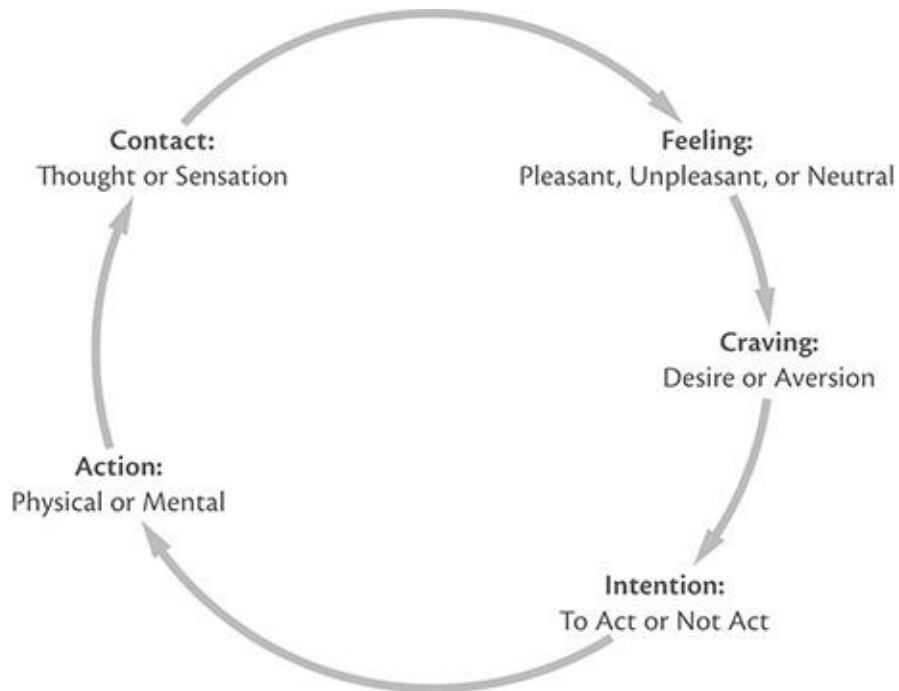 Contact:
Thought or Sensation
Feeling:
Pleasant, Unpleasant, or Neutral
Craving:
Desire or Aversion
Intention:
To Act or Not Act
Action:
Physical or Mental